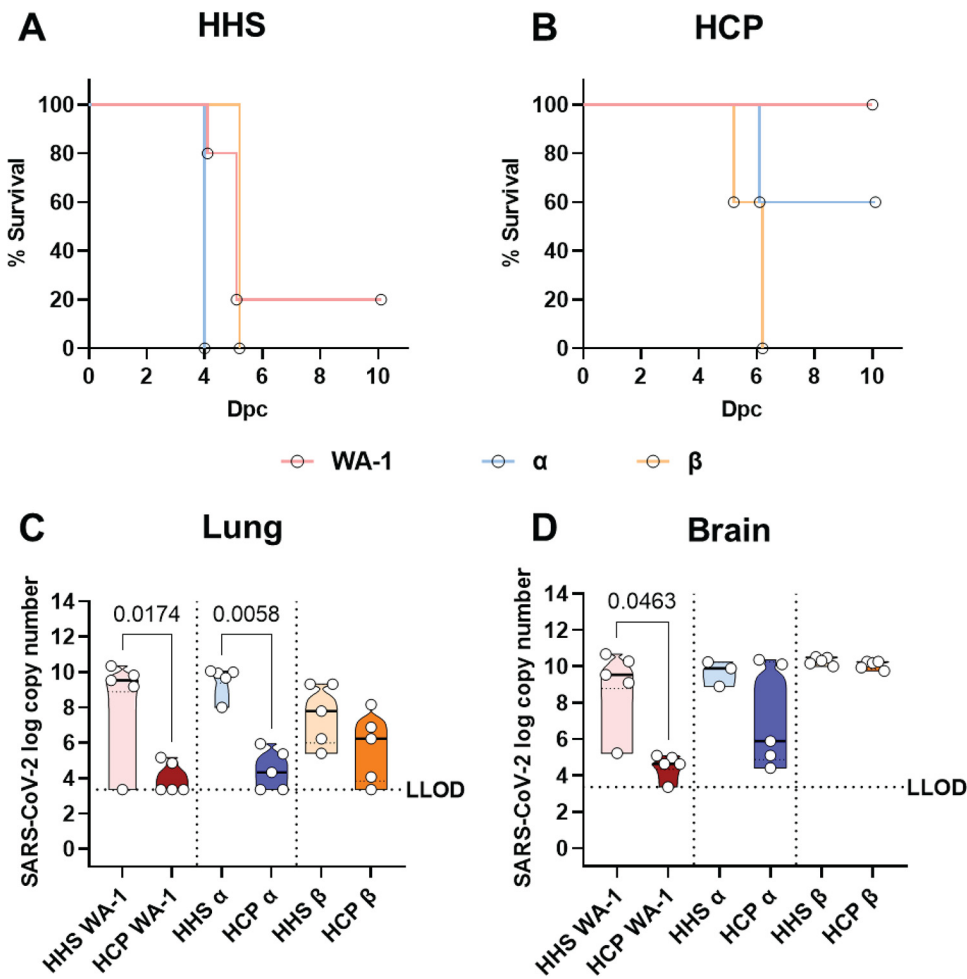 A HHS
B HCP
% Survival
100
80
60
40
20
0
0 2 4 6 8 10
Dpc
% Survival
100
80
60
40
20
0
0 2 4 6 8 10
Dpc
WA-1 α β
C Lung
D Brain
SARS-CoV-2 log copy number
14
12
10
8
6
4
2
0
0.0174 0.0058
LLOD
HHS WA-1
HCP WA-1
HHS α
HCP α
HHS β
HCP β
SARS-CoV-2 log copy number
14
12
10
8
6
4
2
0
0.0463
LLOD
HHS WA-1
HCP WA-1
HHS α
HCP α
HHS β
HCP β